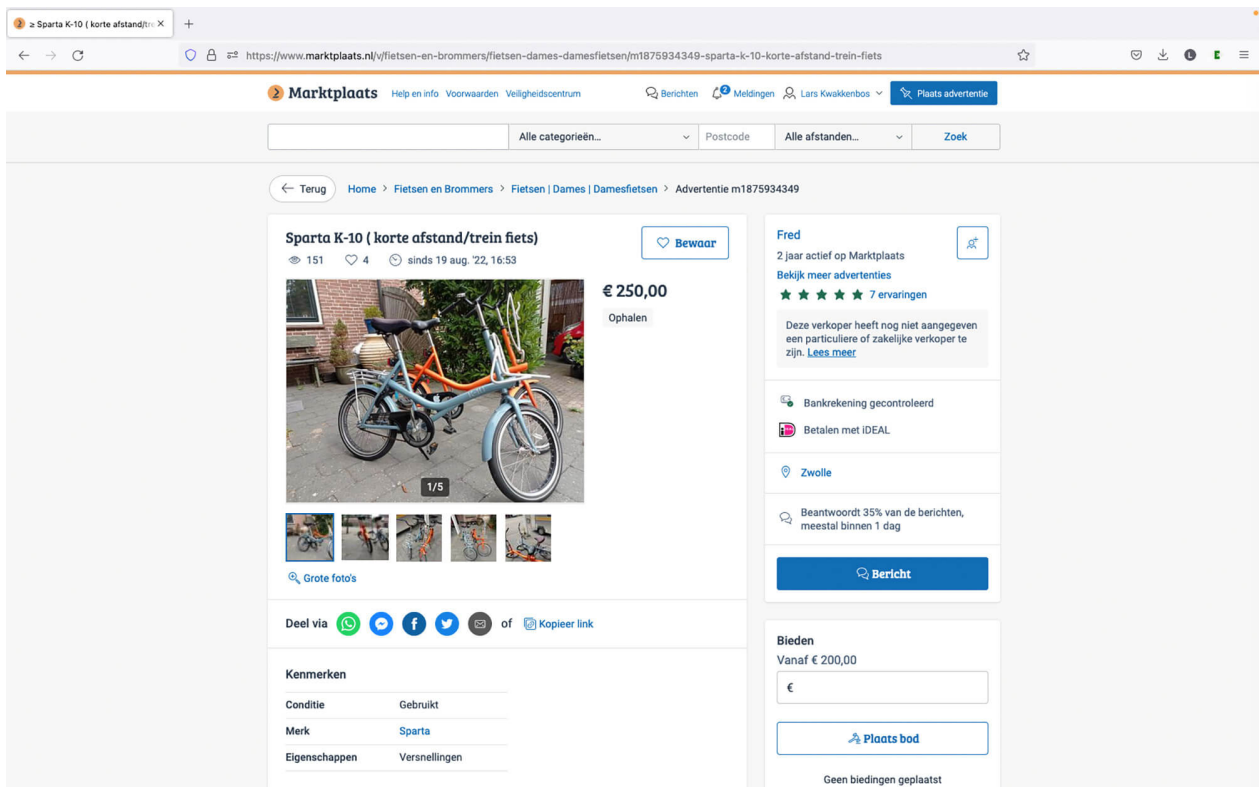 ≥ Sparta K-10 ( korte afstand/tre
https://www.marktplaats.nl/v/fietsen-en-brommers/fietsen-dames-damesfietsen/m1875934349-sparta-k-10-korte-afstand-trein-fiets
Marktplaats Help en info Voorwaarden Veiligheidscentrum Berichten 2 Meldingen Lars Kwakkenbos Plaats advertentie
Alle categorieën... Postcode Alle afstanden... Zoek
Terug Home > Fietsen en Brommers > Fietsen | Dames | Damesfietsen > Advertentie m1875934349
Sparta K-10 ( korte afstand/trein fiets)
Bewaar
151 4 sinds 19 aug. '22, 16:53
€ 250,00
Ophalen
1/5
Grote foto's
Deel via of Kopieer link
Kenmerken
Conditie Gebruikt
Merk Sparta
Eigenschappen Versnellingen
Fred
2 jaar actief op Marktplaats
Bekijk meer advertenties
7 ervaringen
Deze verkoper heeft nog niet aangegeven
een particuliere of zakelijke verkoper te
zijn. Lees meer
Bankrekening gecontroleerd
Betalen met iDEAL
Zwolle
Beantwoordt 35% van de berichten,
meestal binnen 1 dag
Bericht
Bieden
Vanaf € 200,00
€
Plaats bod
Geen biedingen geplaatst